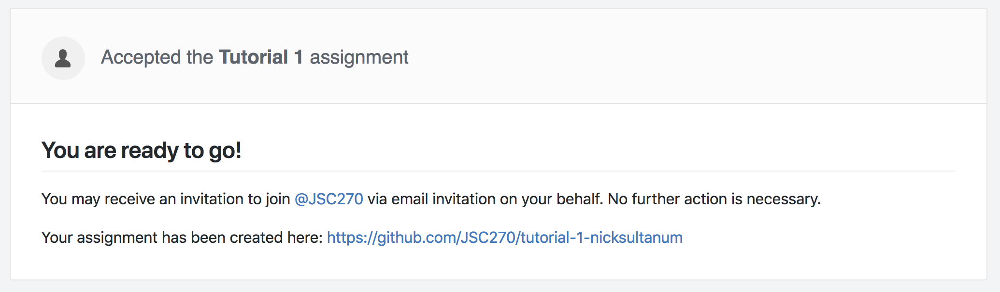 Accepted the Tutorial 1 assignment
You are ready to go!
You may receive an invitation to join @JSC270 via email invitation on your behalf. No further action is necessary.
Your assignment has been created here: https://github.com/JSC270/tutorial-1-nicksultanum